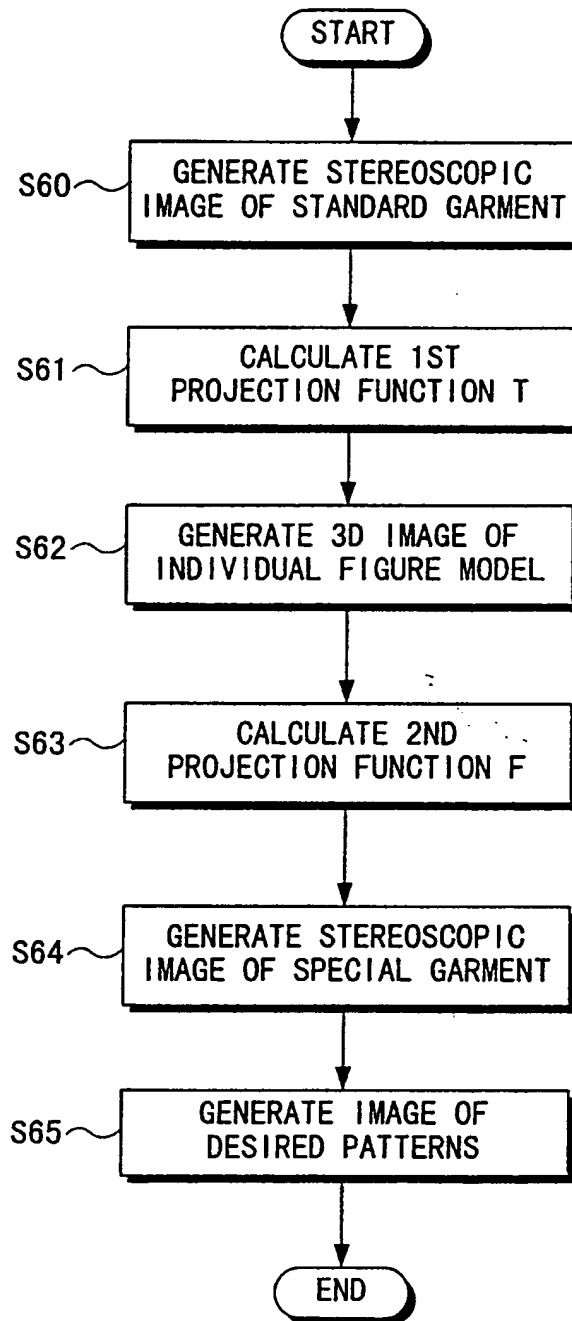 START
S60
GENERATE STEREOSCOPIC
IMAGE OF STANDARD GARMENT
S61
CALCULATE 1ST
PROJECTION FUNCTION T
S62
GENERATE 3D IMAGE OF
INDIVIDUAL FIGURE MODEL
S63
CALCULATE 2ND
PROJECTION FUNCTION F
S64
GENERATE STEREOSCOPIC
IMAGE OF SPECIAL GARMENT
S65
GENERATE IMAGE OF
DESIRED PATTERNS
END